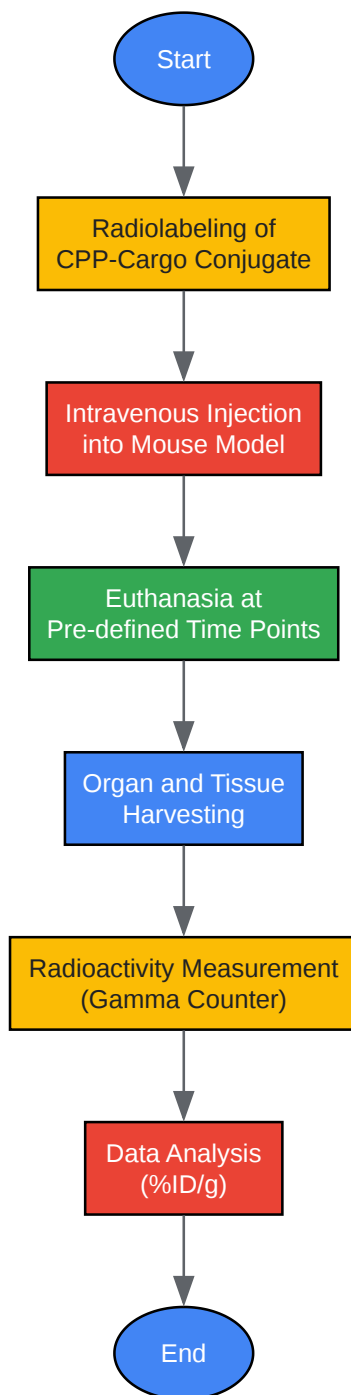 Start
Radiolabeling of
CPP-Cargo Conjugate
Intravenous Injection
into Mouse Model
Euthanasia at
Pre-defined Time Points
Organ and Tissue
Harvesting
Radioactivity Measurement
(Gamma Counter)
Data Analysis
(%ID/g)
End